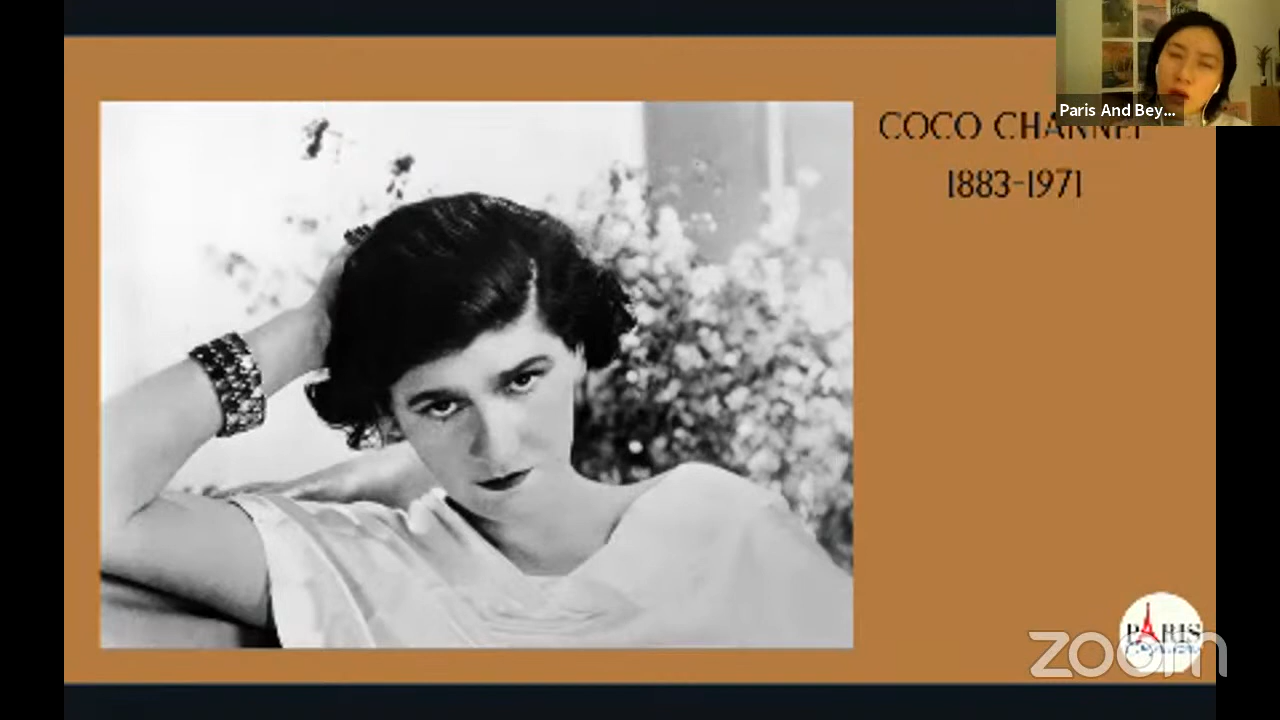 Paris And Bey...
COCO CHANNEL
1883-1971
PARIS
zoom